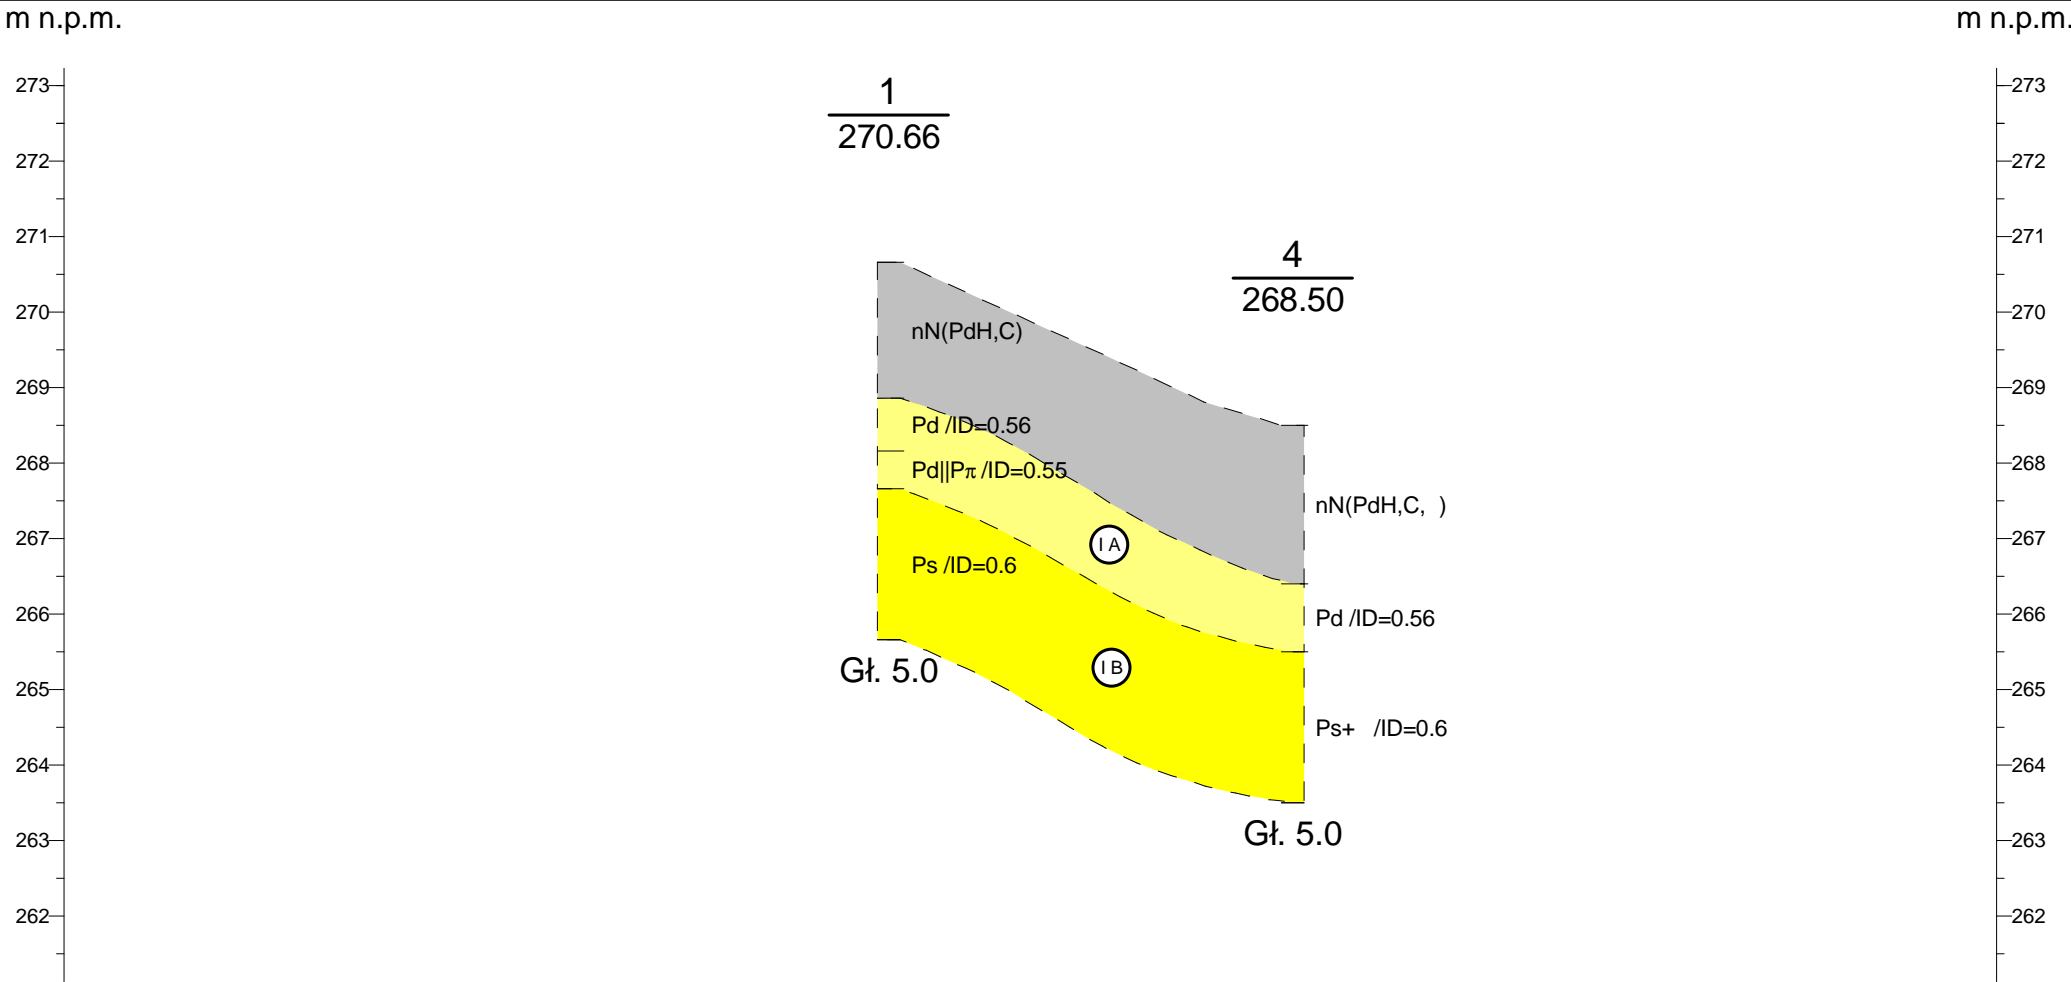 m n.p.m. m n.p.m.
273 273
1
270.66
272 272
271 271
4
268.50
270 270
nN(PdH,C)
269 269
Pd /ID=0.56
268 268
Pd||Pπ /ID=0.55
nN(PdH,C, )
267 267
I A
Ps /ID=0.6
266 266
Pd /ID=0.56
I B
Gł. 5.0
265 265
Ps+ /ID=0.6
264 264
Gł. 5.0
263 263
262 262